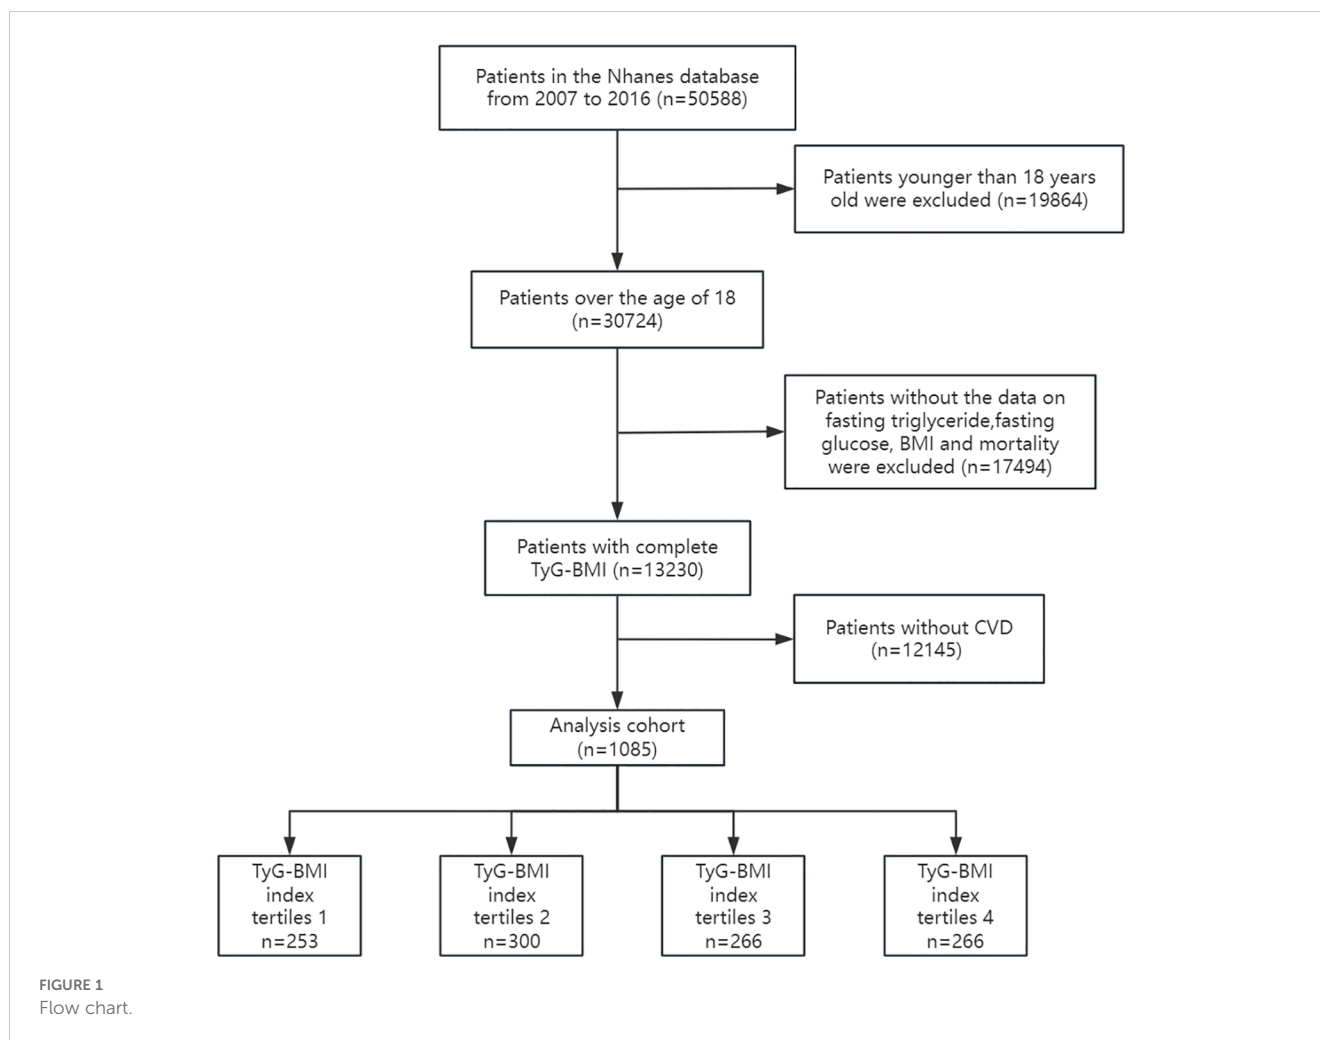 Patients in the Nhanes database
from 2007 to 2016 (n=50588)
Patients younger than 18 years
old were excluded (n=19864)
Patients over the age of 18
(n=30724)
Patients without the data on
fasting triglyceride,fasting
glucose, BMI and mortality
were excluded (n=17494)
Patients with complete
TyG-BMI (n=13230)
Patients without CVD
(n=12145)
Analysis cohort
(n=1085)
TyG-BMI
index
tertiles 1
n=253
TyG-BMI
index
tertiles 2
n=300
TyG-BMI
index
tertiles 3
n=266
TyG-BMI
index
tertiles 4
n=266
FIGURE 1
Flow chart.